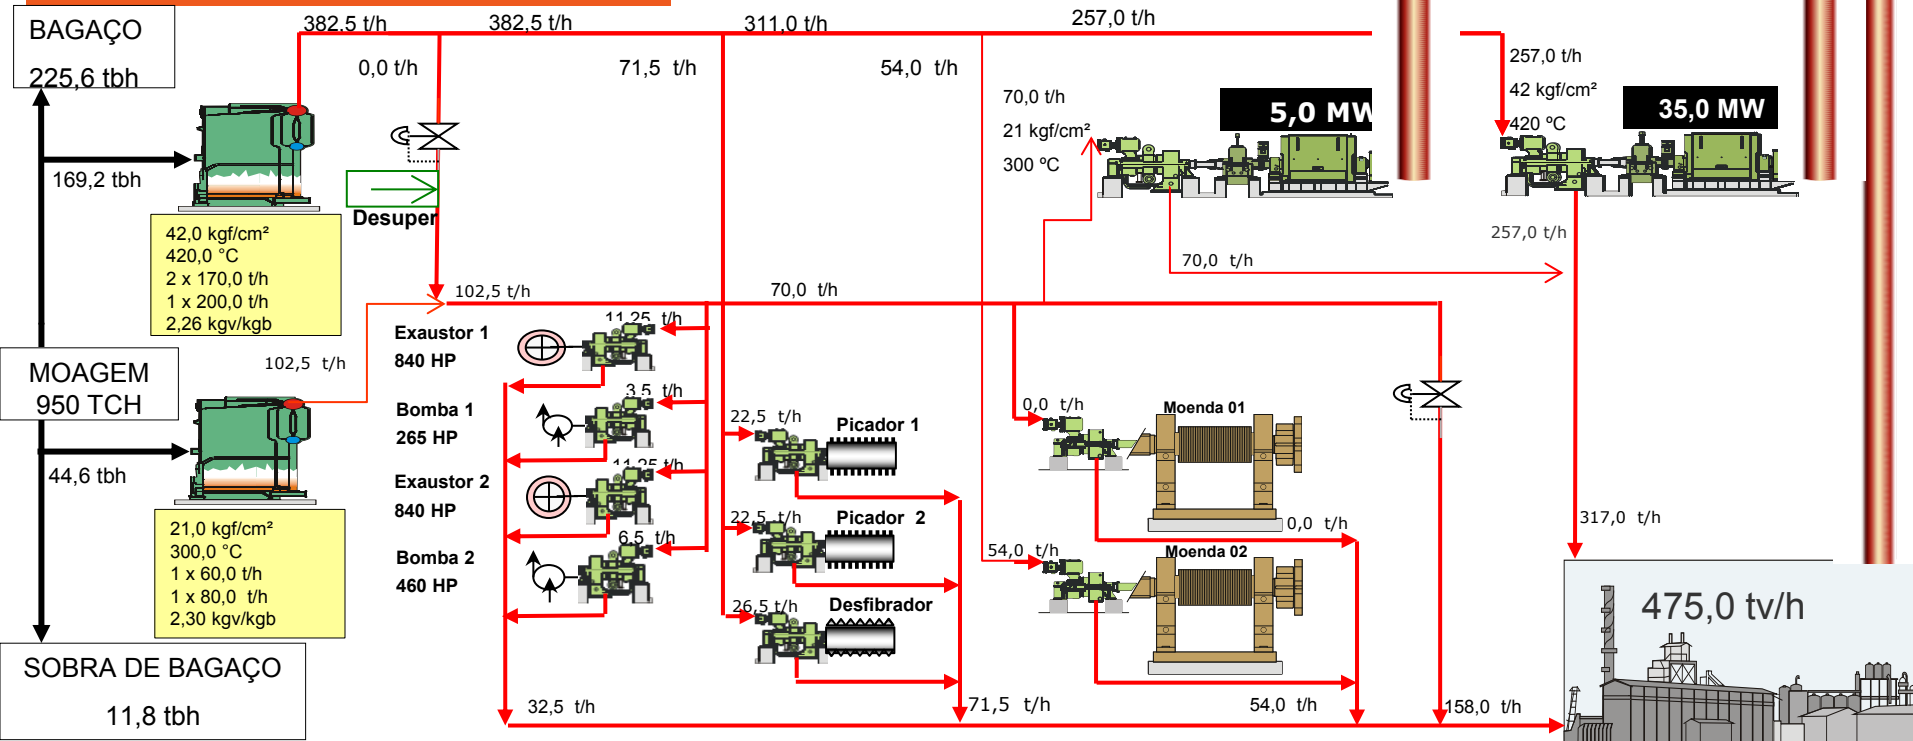 BAGAÇO
225,6 tbh
382.5 t/h
382,5 t/h
311,0 t/h
257,0 t/h
0,0 t/h
71,5 t/h
54,0 t/h
70,0 t/h
21 kgf/cm²
300 ºC
5,0 MW
257,0 t/h
42 kgf/cm²
420 ºC
35,0 MW
169,2 tbh
Desuper
42,0 kgf/cm²
420,0 °C
2 x 170,0 t/h
1 x 200,0 t/h
2,26 kgv/kgb
257,0 t/h
70,0 t/h
102,5 t/h
70,0 t/h
MOAGEM
950 TCH
102,5 t/h
Exaustor 1
840 HP
11,25 t/h
Bomba 1
265 HP
3,5 t/h
Exaustor 2
840 HP
11,25 t/h
Bomba 2
460 HP
6,5 t/h
22,5 t/h
Picador 1
22,5 t/h
Picador 2
26,5 t/h
Desfibrador
0,0 t/h
Moenda 01
0,0 t/h
54,0 t/h
Moenda 02
44,6 tbh
21,0 kgf/cm²
300,0 °C
1 x 60,0 t/h
1 x 80,0 t/h
2,30 kgv/kgb
317,0 t/h
475,0 tv/h
SOBRA DE BAGAÇO
11,8 tbh
32,5 t/h
71,5 t/h
54,0 t/h
158,0 t/h